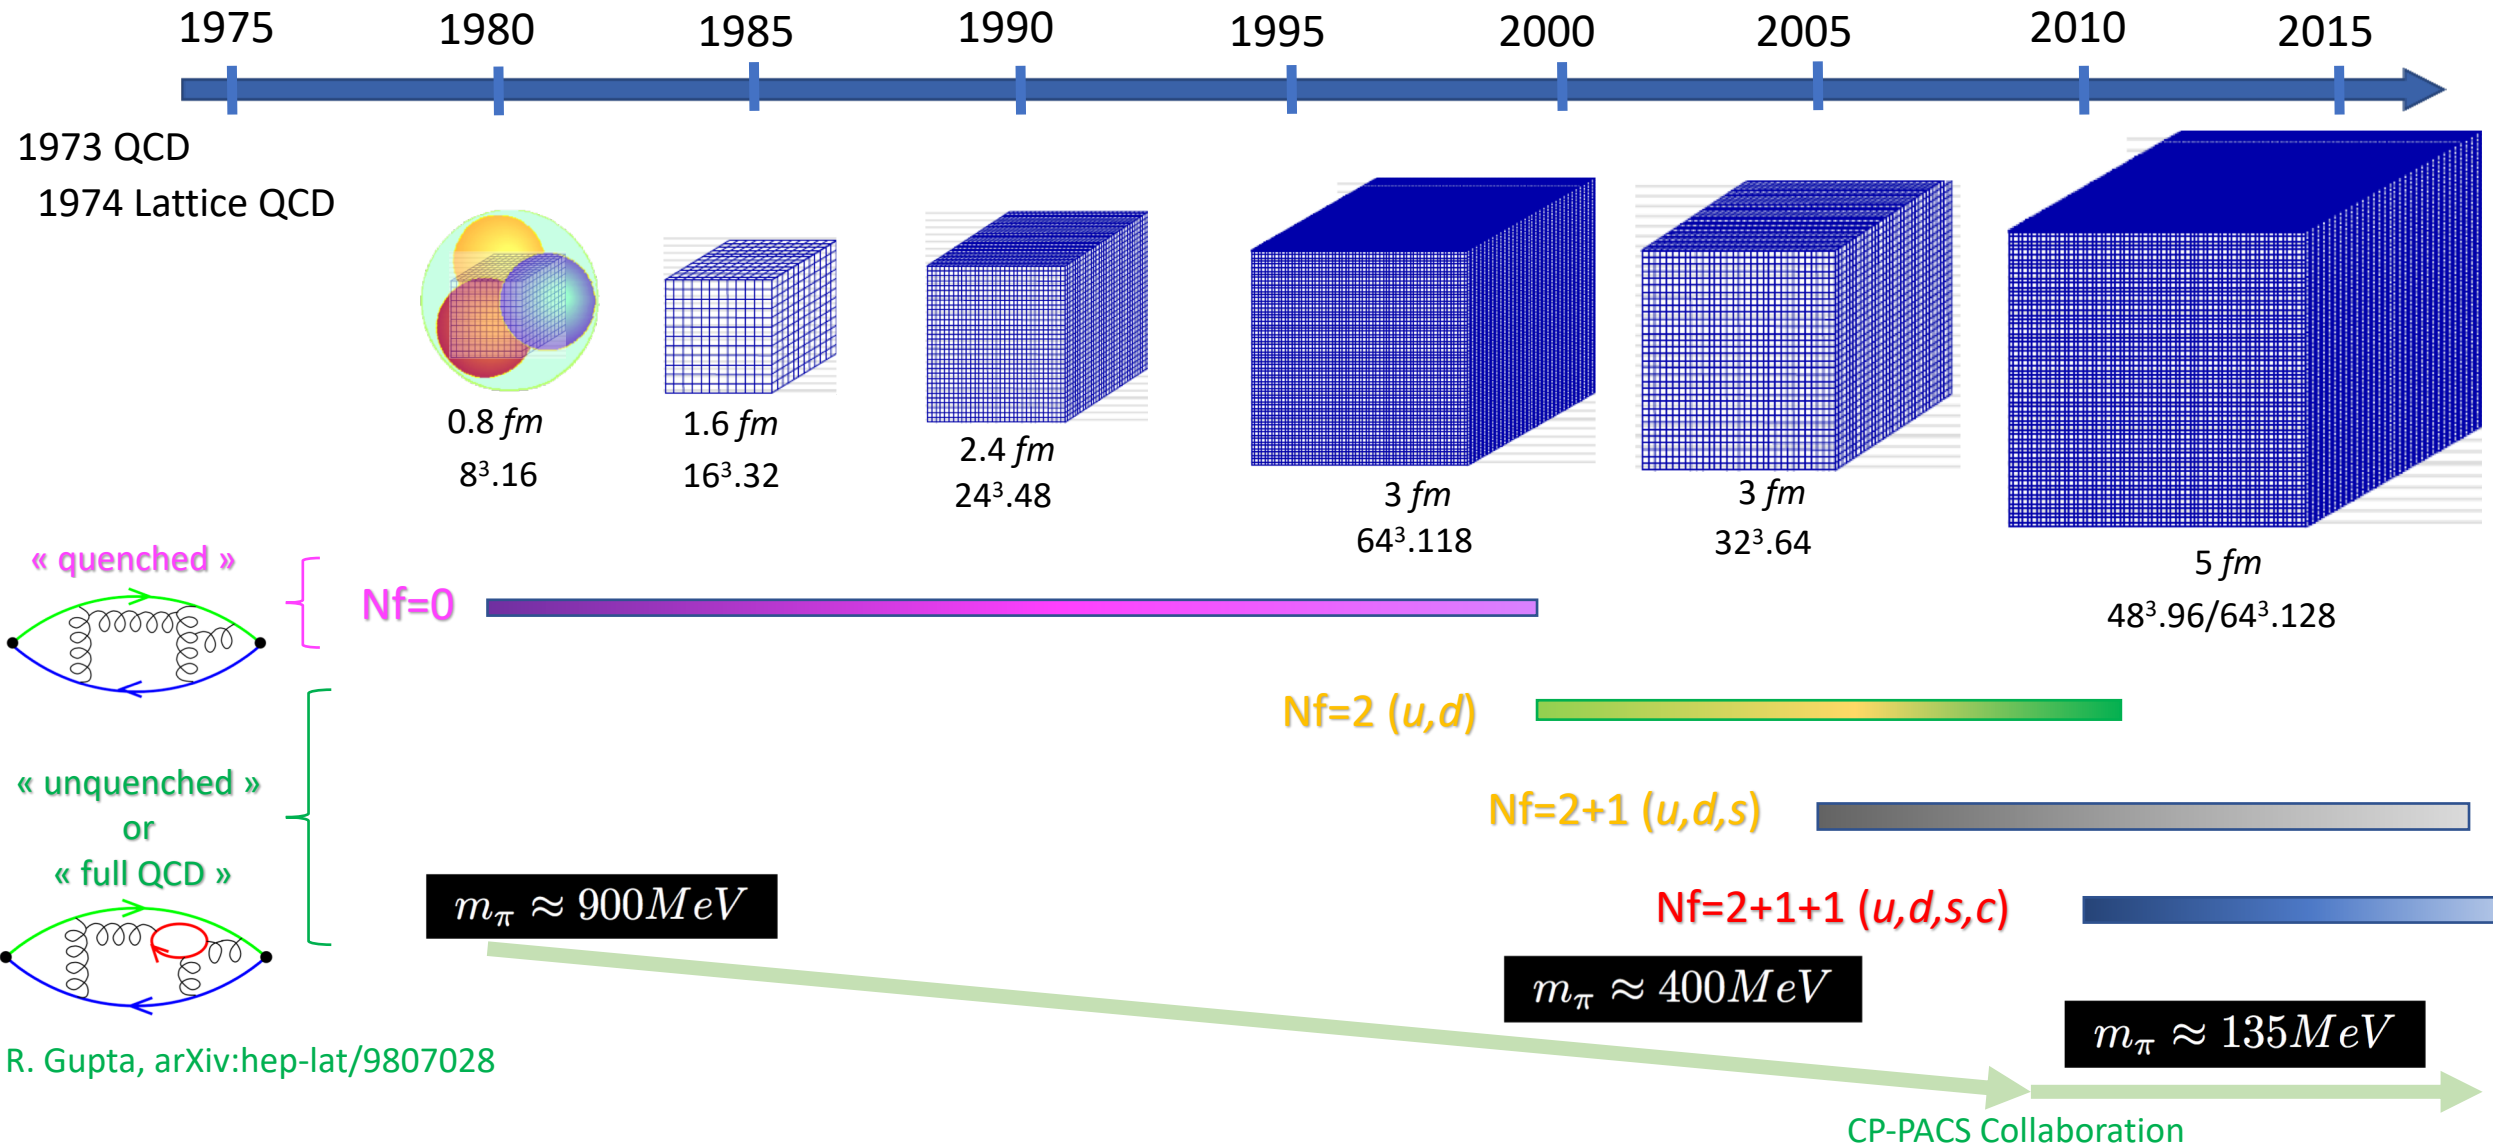 1975 1980 1985 1990 1995 2000 2005 2010 2015
1973 QCD
1974 Lattice QCD
0.8 fm
8³.16
1.6 fm
16³.32
2.4 fm
24³.48
3 fm
64³.118
3 fm
32³.64
5 fm
48³.96/64³.128
« quenched »
Nf=0
Nf=2 (u,d)
« unquenched »
or
« full QCD »
Nf=2+1 (u,d,s)
Nf=2+1+1 (u,d,s,c)
m_π ≈ 900MeV
m_π ≈ 400MeV
m_π ≈ 135MeV
R. Gupta, arXiv:hep-lat/9807028
CP-PACS Collaboration